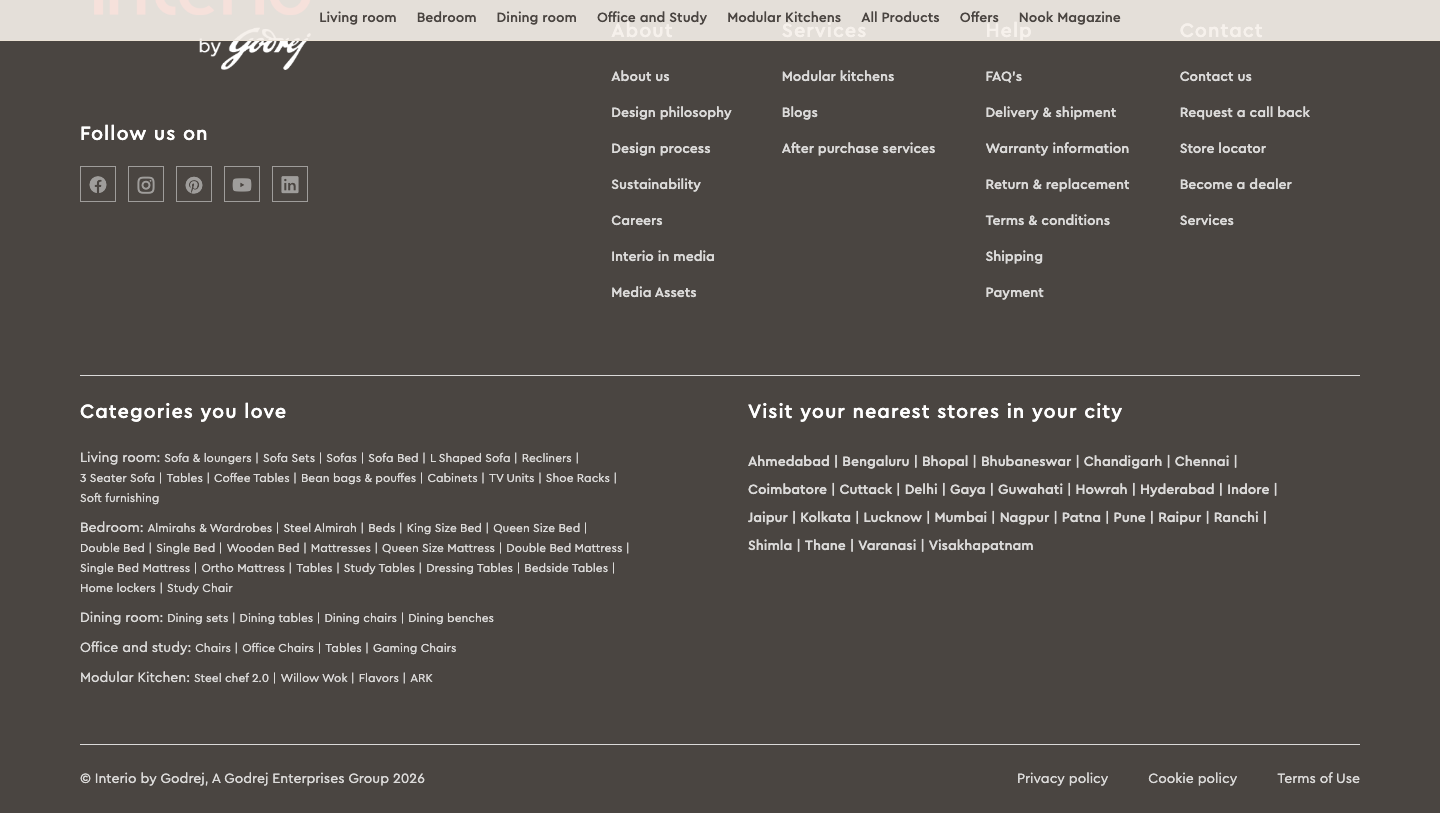 Living room Bedroom Dining room Office and Study Modular Kitchens All Products Offers Nook Magazine
interio
by Godrej
Follow us on
About
About us
Design philosophy
Design process
Sustainability
Careers
Interio in media
Media Assets
Services
Modular kitchens
Blogs
After purchase services
Help
FAQ's
Delivery & shipment
Warranty information
Return & replacement
Terms & conditions
Shipping
Payment
Contact
Contact us
Request a call back
Store locator
Become a dealer
Services
Categories you love
Living room: Sofa & loungers | Sofa Sets | Sofas | Sofa Bed | L Shaped Sofa | Recliners |
3 Seater Sofa | Tables | Coffee Tables | Bean bags & pouffes | Cabinets | TV Units | Shoe Racks |
Soft furnishing
Bedroom: Almirahs & Wardrobes | Steel Almirah | Beds | King Size Bed | Queen Size Bed |
Double Bed | Single Bed | Wooden Bed | Mattresses | Queen Size Mattress | Double Bed Mattress |
Single Bed Mattress | Ortho Mattress | Tables | Study Tables | Dressing Tables | Bedside Tables |
Home lockers | Study Chair
Dining room: Dining sets | Dining tables | Dining chairs | Dining benches
Office and study: Chairs | Office Chairs | Tables | Gaming Chairs
Modular Kitchen: Steel chef 2.0 | Willow Wok | Flavors | ARK
Visit your nearest stores in your city
Ahmedabad | Bengaluru | Bhopal | Bhubaneswar | Chandigarh | Chennai |
Coimbatore | Cuttack | Delhi | Gaya | Guwahati | Howrah | Hyderabad | Indore |
Jaipur | Kolkata | Lucknow | Mumbai | Nagpur | Patna | Pune | Raipur | Ranchi |
Shimla | Thane | Varanasi | Visakhapatnam
© Interio by Godrej, A Godrej Enterprises Group 2026
Privacy policy Cookie policy Terms of Use